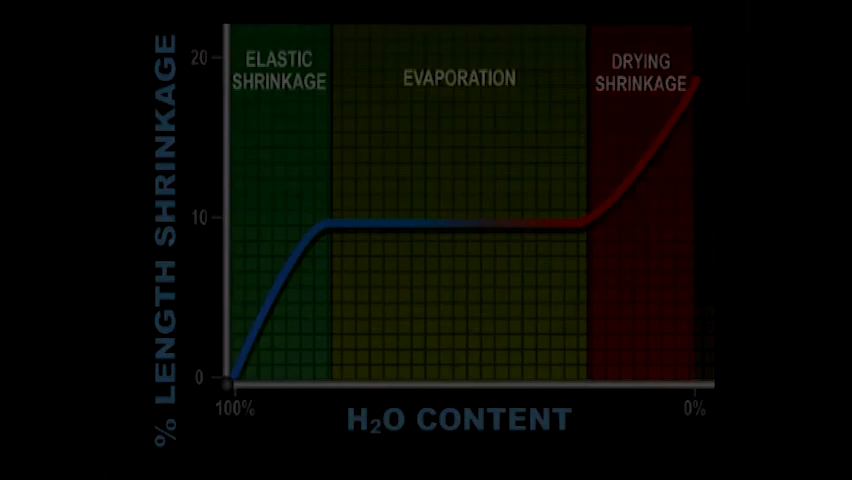 % LENGTH SHRINKAGE
20
10
0
ELASTIC
SHRINKAGE
EVAPORATION
DRYING
SHRINKAGE
100%
0%
H₂O CONTENT